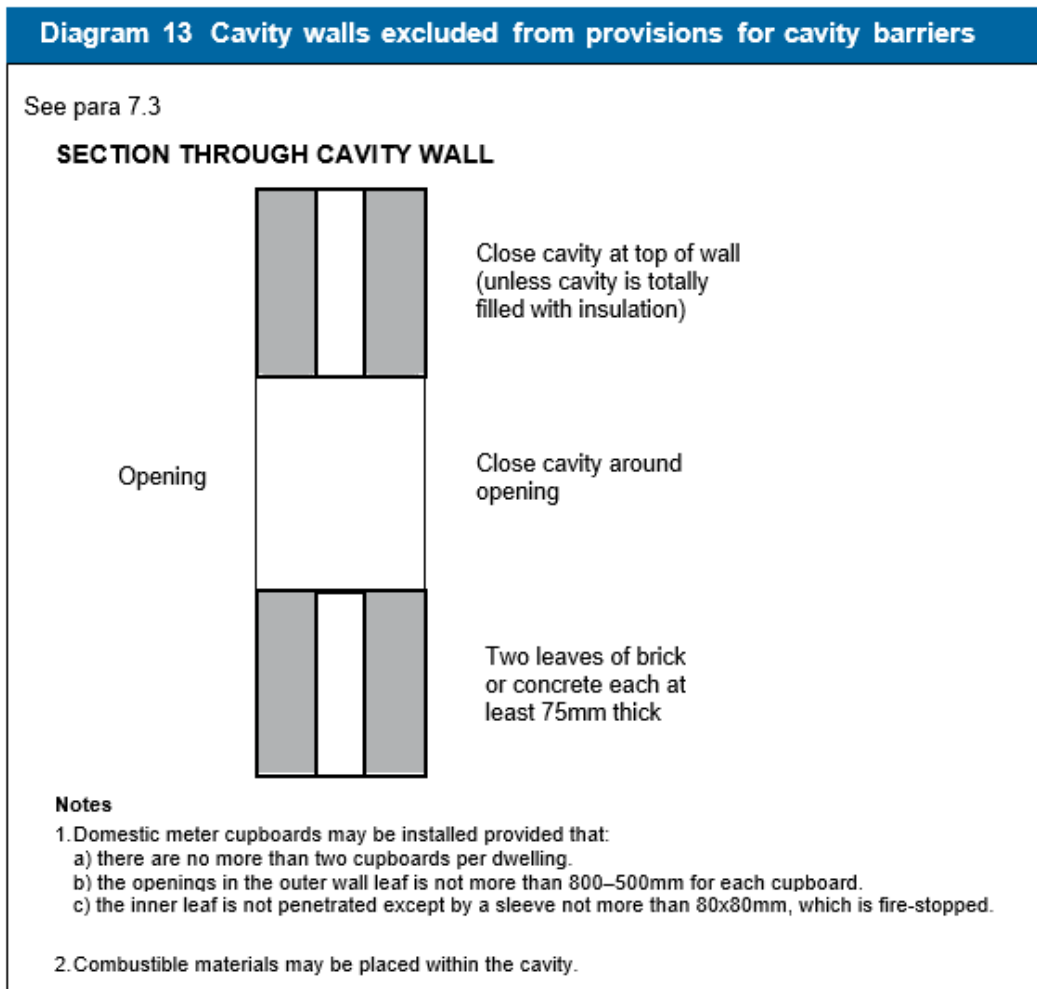 Diagram 13 Cavity walls excluded from provisions for cavity barriers
See para 7.3
SECTION THROUGH CAVITY WALL
Close cavity at top of wall
(unless cavity is totally
filled with insulation)
Opening
Close cavity around
opening
Two leaves of brick
or concrete each at
least 75mm thick
Notes
1.Domestic meter cupboards may be installed provided that:
a) there are no more than two cupboards per dwelling.
b) the openings in the outer wall leaf is not more than 800–500mm for each cupboard.
c) the inner leaf is not penetrated except by a sleeve not more than 80x80mm, which is fire-stopped.
2.Combustible materials may be placed within the cavity.